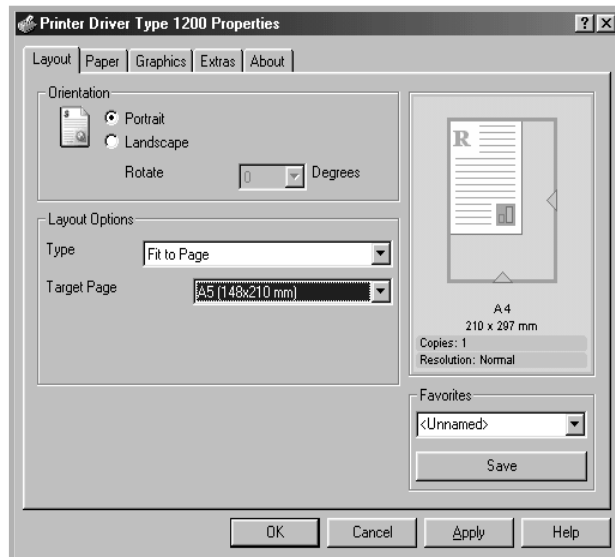 Printer Driver Type 1200 Properties
Layout
Paper
Graphics
Extras
About
Orientation
Portrait
Landscape
Rotate
0
Degrees
Layout Options
Type
Fit to Page
Target Page
A5 (148x210 mm)
R
A4
210 x 297 mm
Copies: 1
Resolution: Normal
Favorites
<Unnamed>
Save
OK
Cancel
Apply
Help